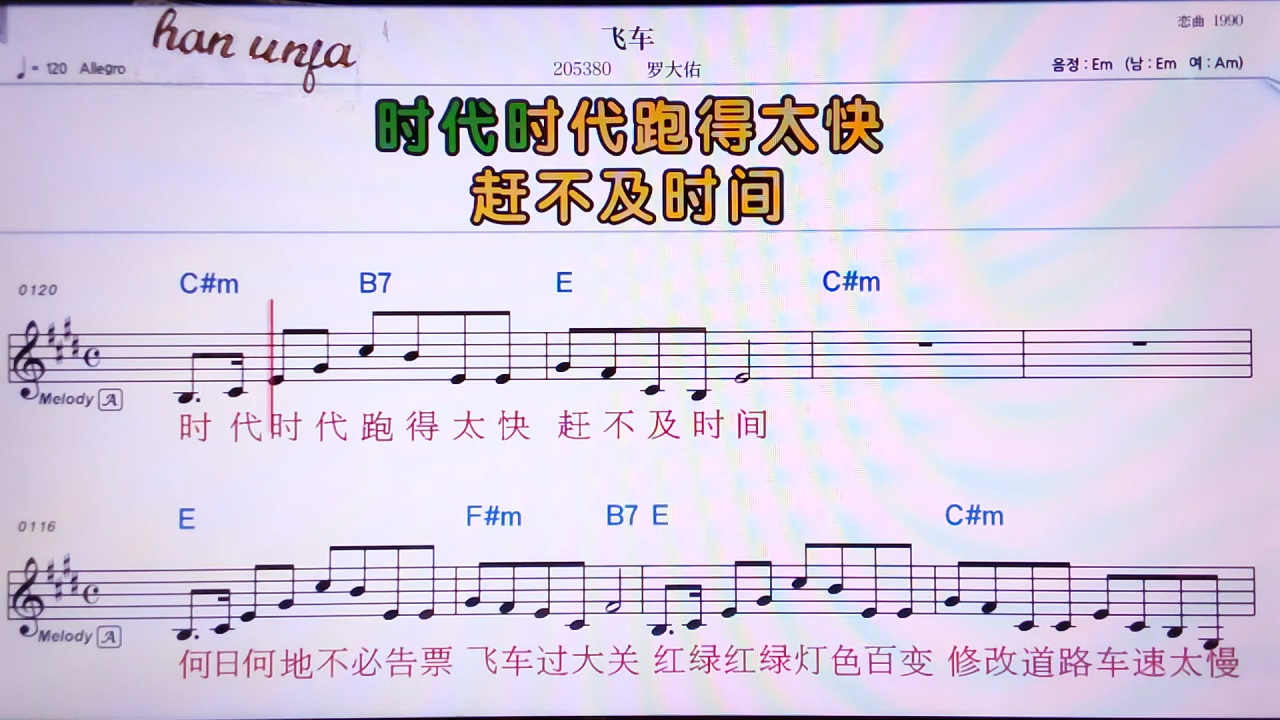 han unfa
恋曲 1990
飞车
♩= 120 Allegro
205380 罗大佑
음정 : Em (남 : Em 여 : Am)
时代时代跑得太快
赶不及时间
0120
C#m B7 E C#m
Melody A
时代时代跑得太快 赶不及时间
0116
E F#m B7 E C#m
Melody A
何日何地不必告票 飞车过大关 红绿红绿灯色百变 修改道路车速太慢